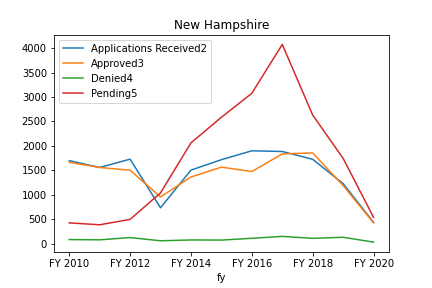 New Hampshire
Applications Received2
Approved3
Denied4
Pending5
4000
3500
3000
2500
2000
1500
1000
500
0
FY 2010 FY 2012 FY 2014 FY 2016 FY 2018 FY 2020
fy